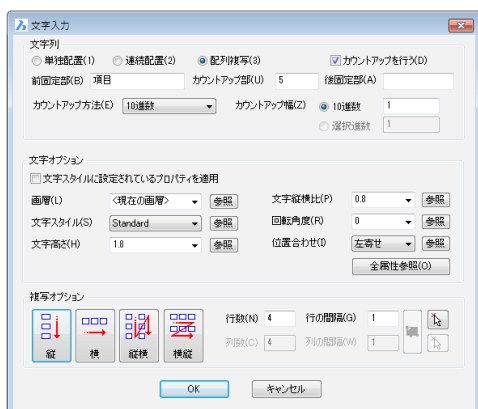 文字入力
文字列
単独配置(1) 連続配置(2) 配列複写(3) カウントアップを行う(D)
前固定部(B) 項目 カウントアップ部(U) 5 後固定部(A)
カウントアップ方法(E) 10進数 カウントアップ幅(Z) 10進数 1
選択進数 1
文字オプション
文字スタイルに設定されているプロパティを適用
画層(L) <現在の画層> 参照 文字縦横比(P) 0.8 参照
文字スタイル(S) Standard 参照 回転角度(R) 0 参照
文字高さ(H) 1.8 参照 位置合わせ(I) 左寄せ 参照
全属性参照(O)
複写オプション
行数(N) 4 行の間隔(G) 1
列数(C) 4 列の間隔(W) 1
縦 横 縦横 横縦
OK キャンセル